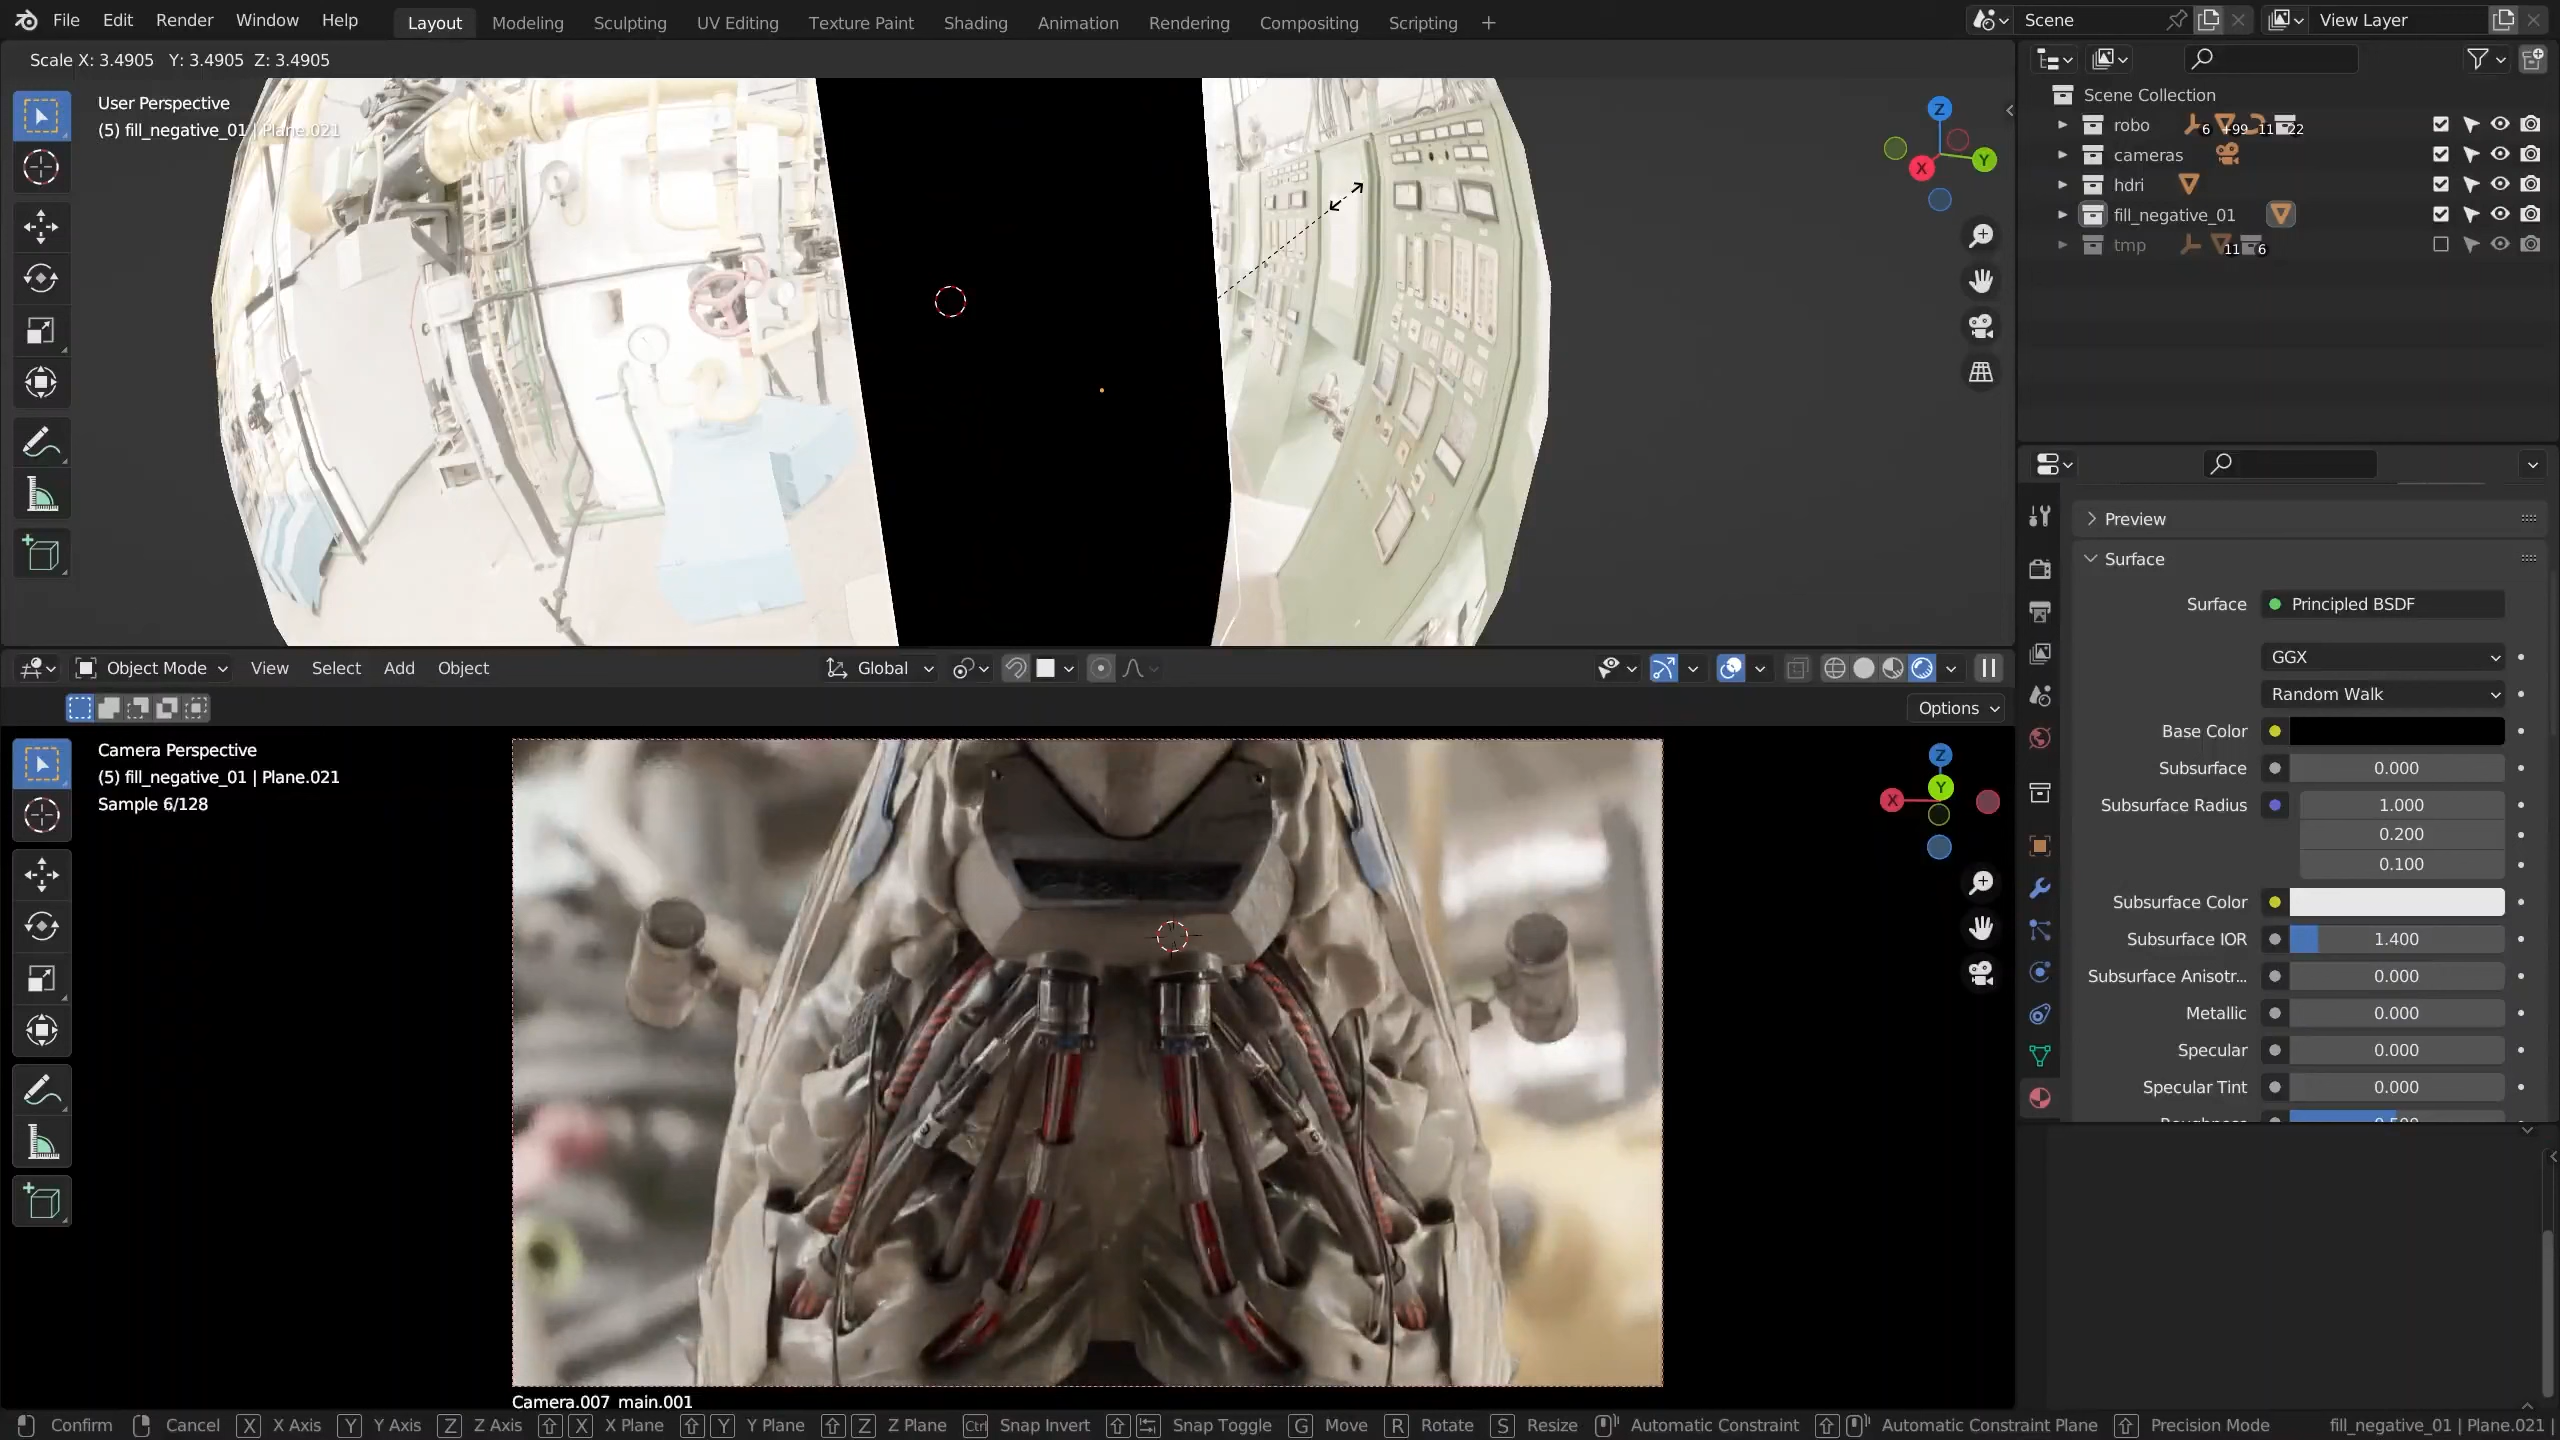 File Edit Render Window Help Layout Modeling Sculpting UV Editing Texture Paint Shading Animation Rendering Compositing Scripting + Scene View Layer
Scale X: 3.4905 Y: 3.4905 Z: 3.4905
User Perspective
(5) fill_negative_01 | Plane.021
Z
Y
X
Scene Collection
robo 6 +99 11 22
cameras
hdri
fill_negative_01
tmp 11 6
Preview
Surface
Surface Principled BSDF
GGX
Random Walk
Base Color
Subsurface 0.000
Subsurface Radius 1.000
0.200
0.100
Subsurface Color
Subsurface IOR 1.400
Subsurface Anisotr... 0.000
Metallic 0.000
Specular 0.000
Specular Tint 0.000
Object Mode View Select Add Object Global
Options
Camera Perspective
(5) fill_negative_01 | Plane.021
Sample 6/128
Z
Y
X
Camera.007 main.001
Confirm Cancel X X Axis Y Y Axis Z Z Axis X X Plane Y Y Plane Z Z Plane Ctrl Snap Invert Snap Toggle G Move R Rotate S Resize Automatic Constraint Automatic Constraint Plane Precision Mode fill_negative_01 | Plane.021 |